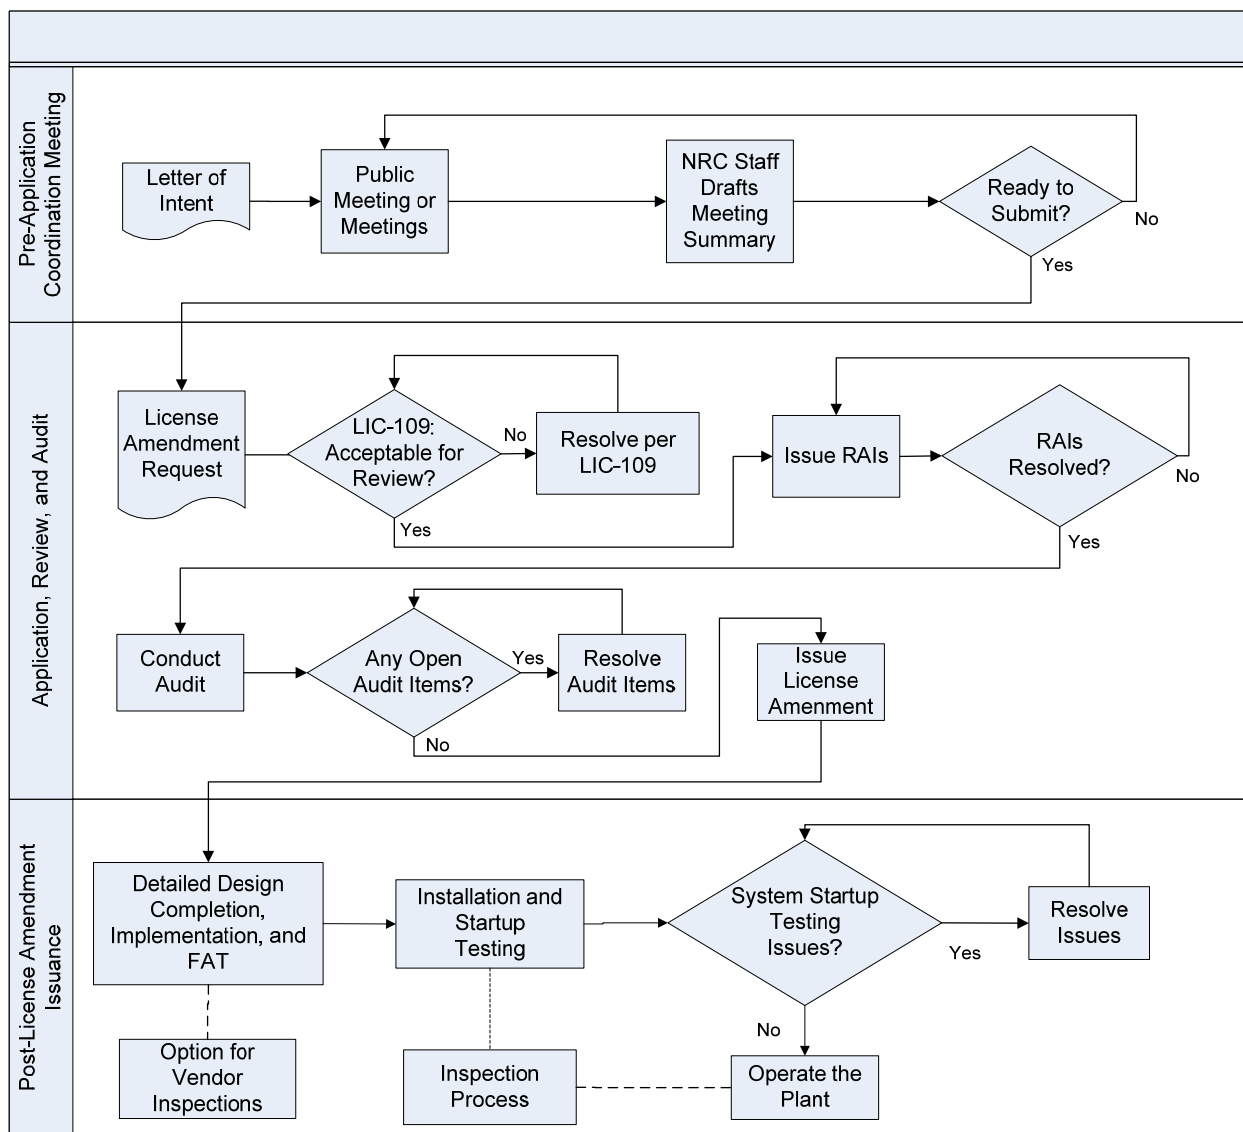 Pre-Application
Coordination Meeting
Letter of
Intent
Public
Meeting or
Meetings
NRC Staff
Drafts
Meeting
Summary
Ready to
Submit?
No
Yes
Application, Review, and Audit
License
Amendment
Request
LIC-109:
Acceptable for
Review?
No
Yes
Resolve per
LIC-109
Issue RAIs
RAIs
Resolved?
No
Yes
Conduct
Audit
Any Open
Audit Items?
Yes
No
Resolve
Audit Items
Issue
License
Amenment
Post-License Amendment
Issuance
Detailed Design
Completion,
Implementation, and
FAT
Installation and
Startup
Testing
System Startup
Testing
Issues?
Yes
No
Resolve
Issues
Option for
Vendor
Inspections
Inspection
Process
Operate the
Plant